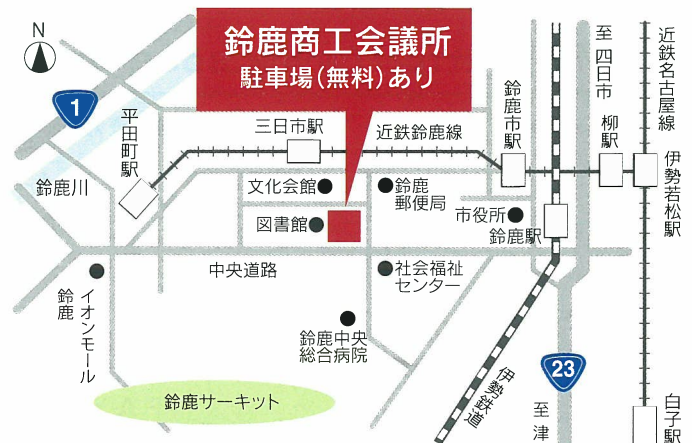 N
鈴鹿商工会議所
駐車場(無料)あり
1
至 四日市
近鉄名古屋線
平田町駅
三日市駅
近鉄鈴鹿線
鈴鹿市駅
柳駅
伊勢若松駅
鈴鹿川
文化会館
鈴鹿
郵便局
図書館
市役所
鈴鹿駅
中央道路
社会福祉
センター
イオンモール
鈴鹿
鈴鹿中央
総合病院
伊勢鉄道
23
鈴鹿サーキット
至 津
白子駅